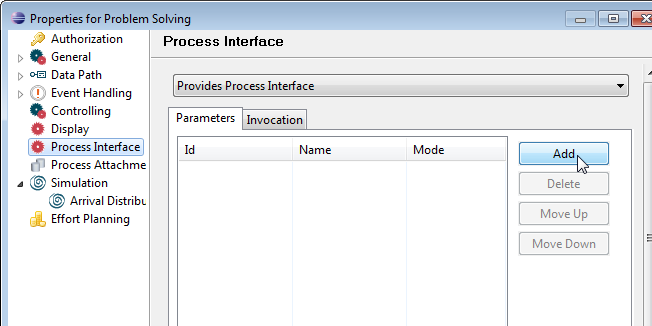 Properties for Problem Solving
Authorization
General
Data Path
Event Handling
Controlling
Display
Process Interface
Process Attachme
Simulation
Arrival Distribu
Effort Planning
Process Interface
Provides Process Interface
Parameters Invocation
Id Name Mode
Add
Delete
Move Up
Move Down